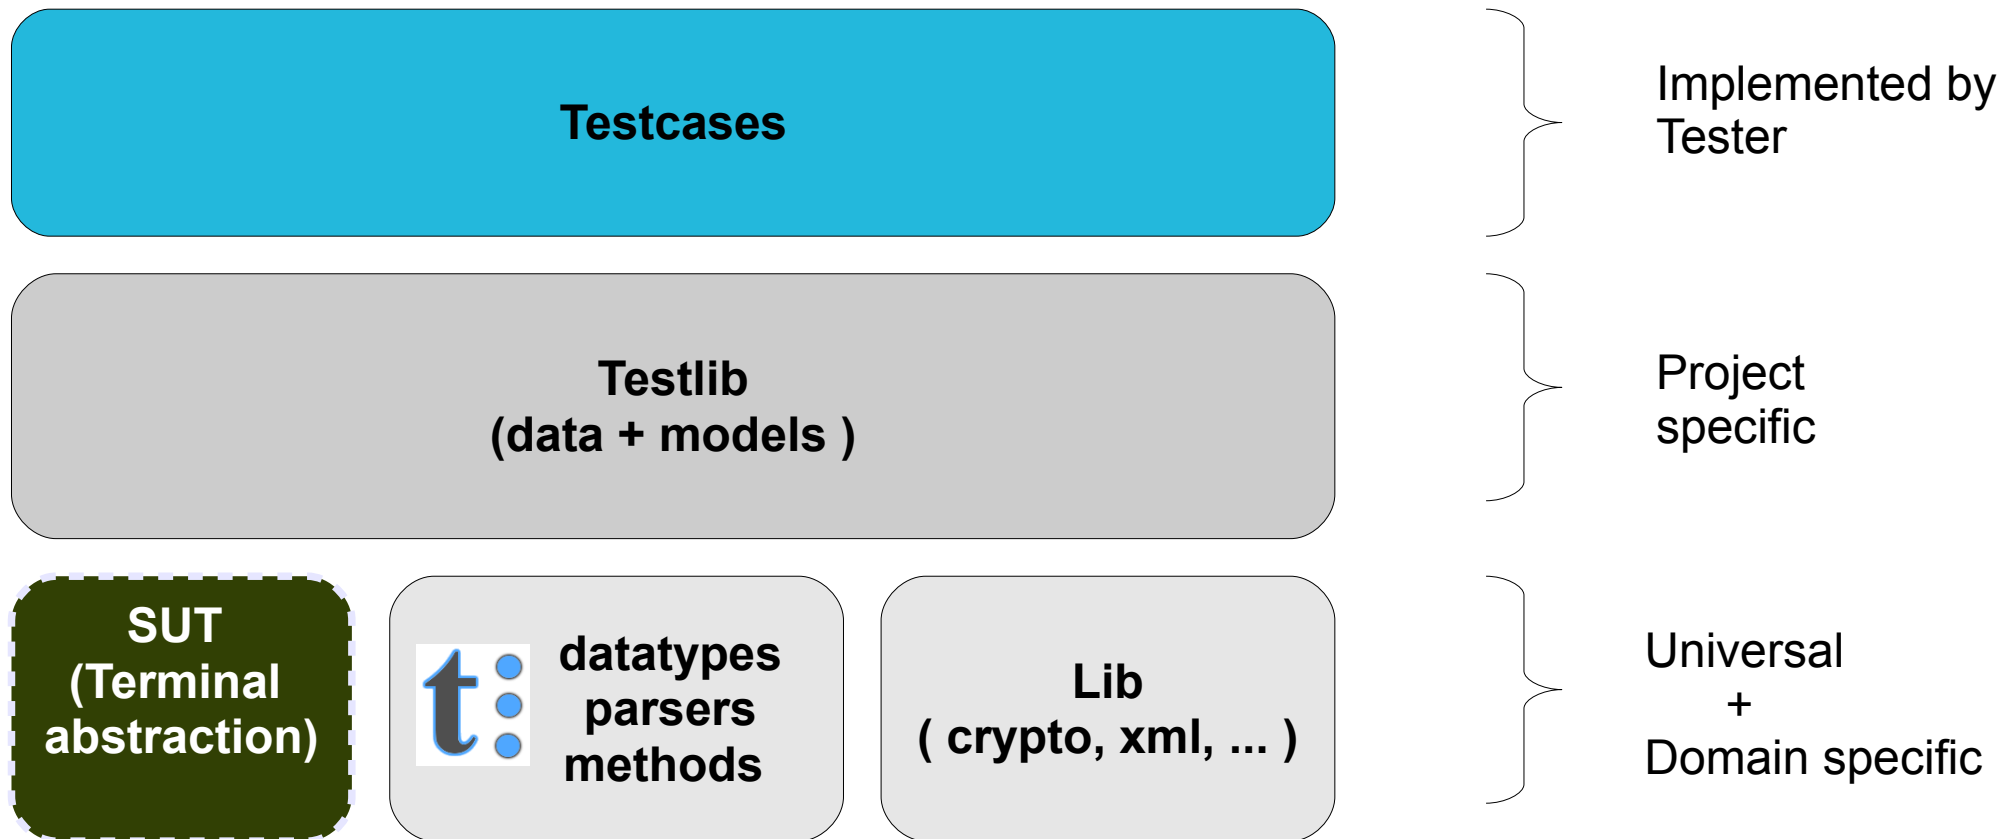 Testcases
Implemented by
Tester
Testlib
(data + models )
Project
specific
SUT
(Terminal
abstraction)
t
datatypes
parsers
methods
Lib
( crypto, xml, ... )
Universal
+
Domain specific